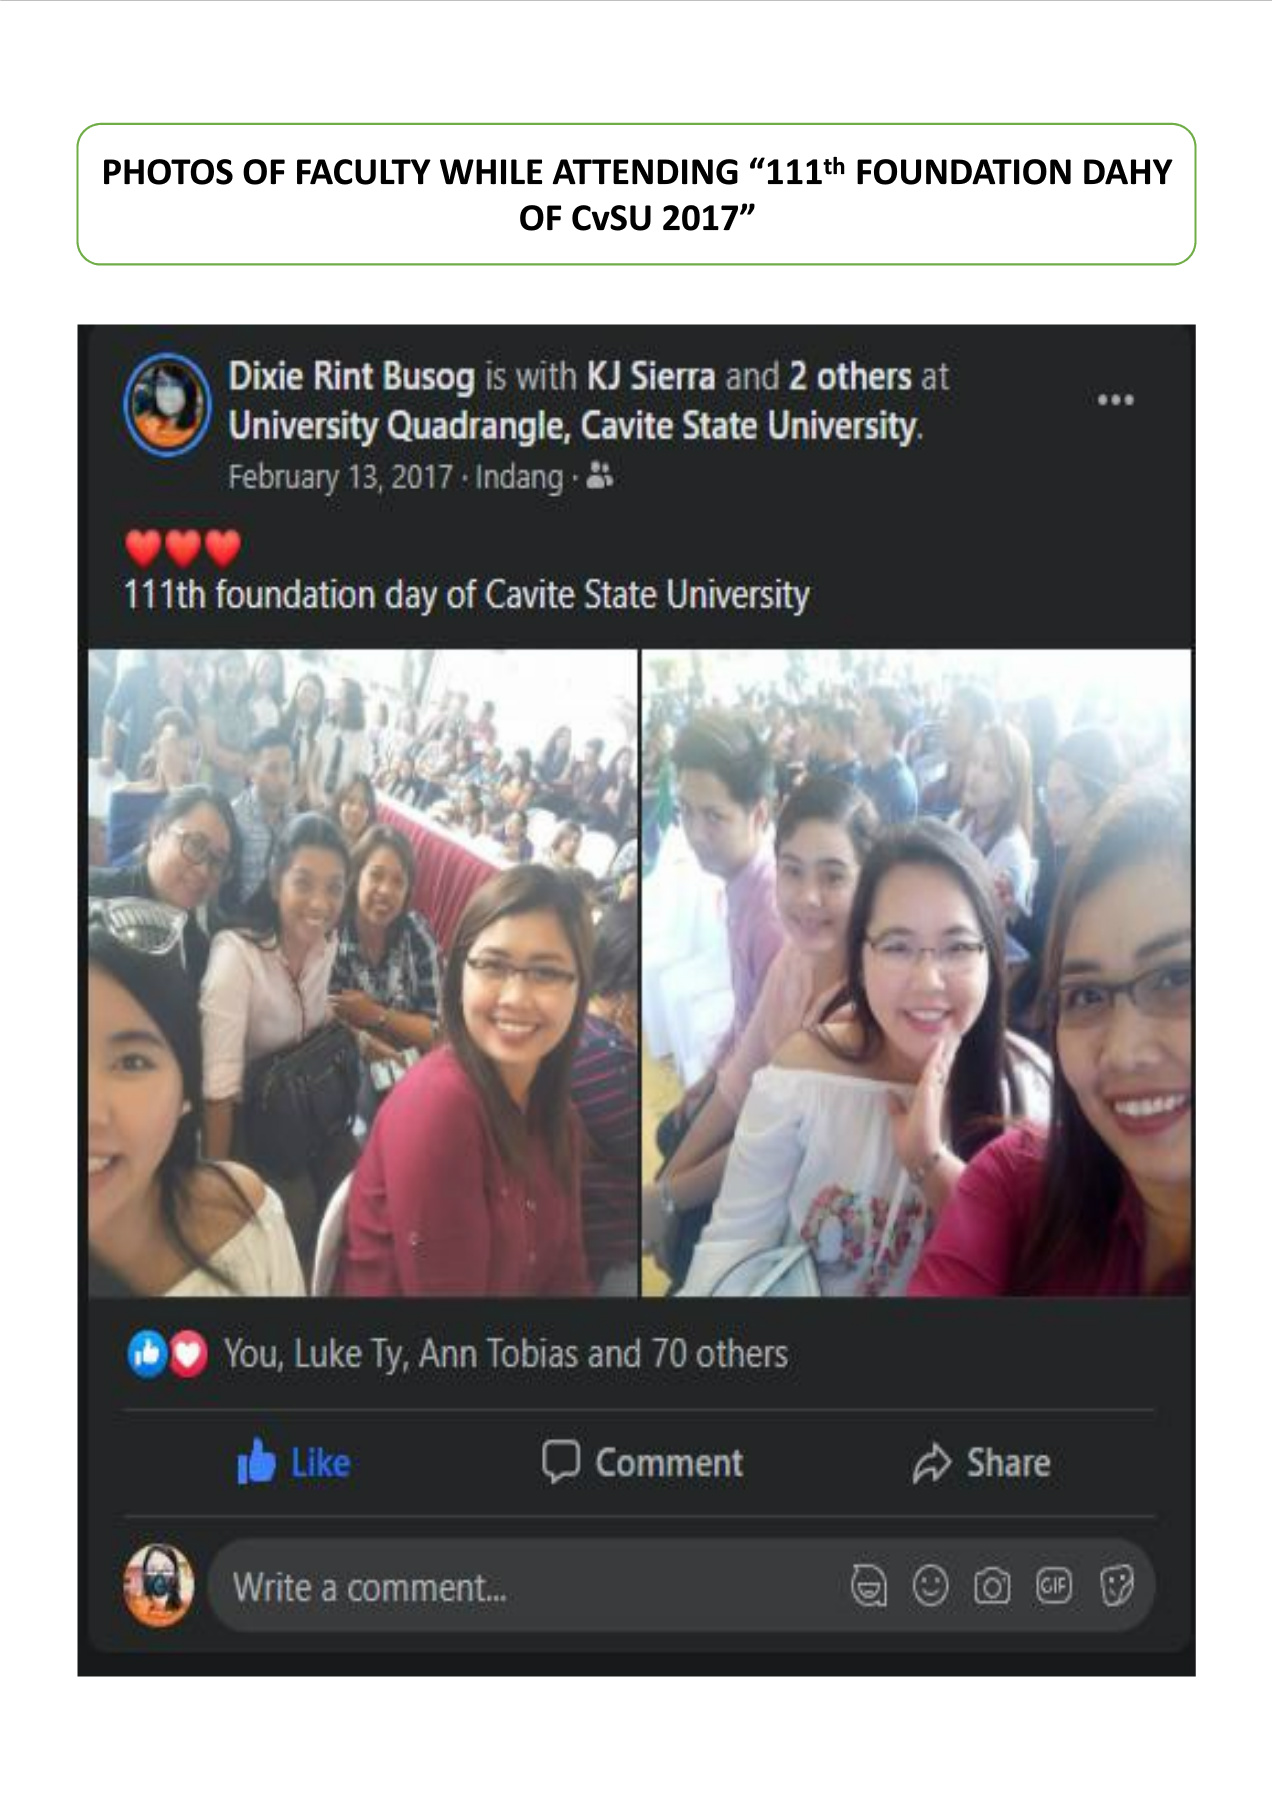 PHOTOS OF FACULTY WHILE ATTENDING “111th FOUNDATION DAHY
OF CvSU 2017”
Dixie Rint Busog is with KJ Sierra and 2 others at
University Quadrangle, Cavite State University.
February 13, 2017 · Indang ·
111th foundation day of Cavite State University
You, Luke Ty, Ann Tobias and 70 others
Like Comment Share
Write a comment...
GIF